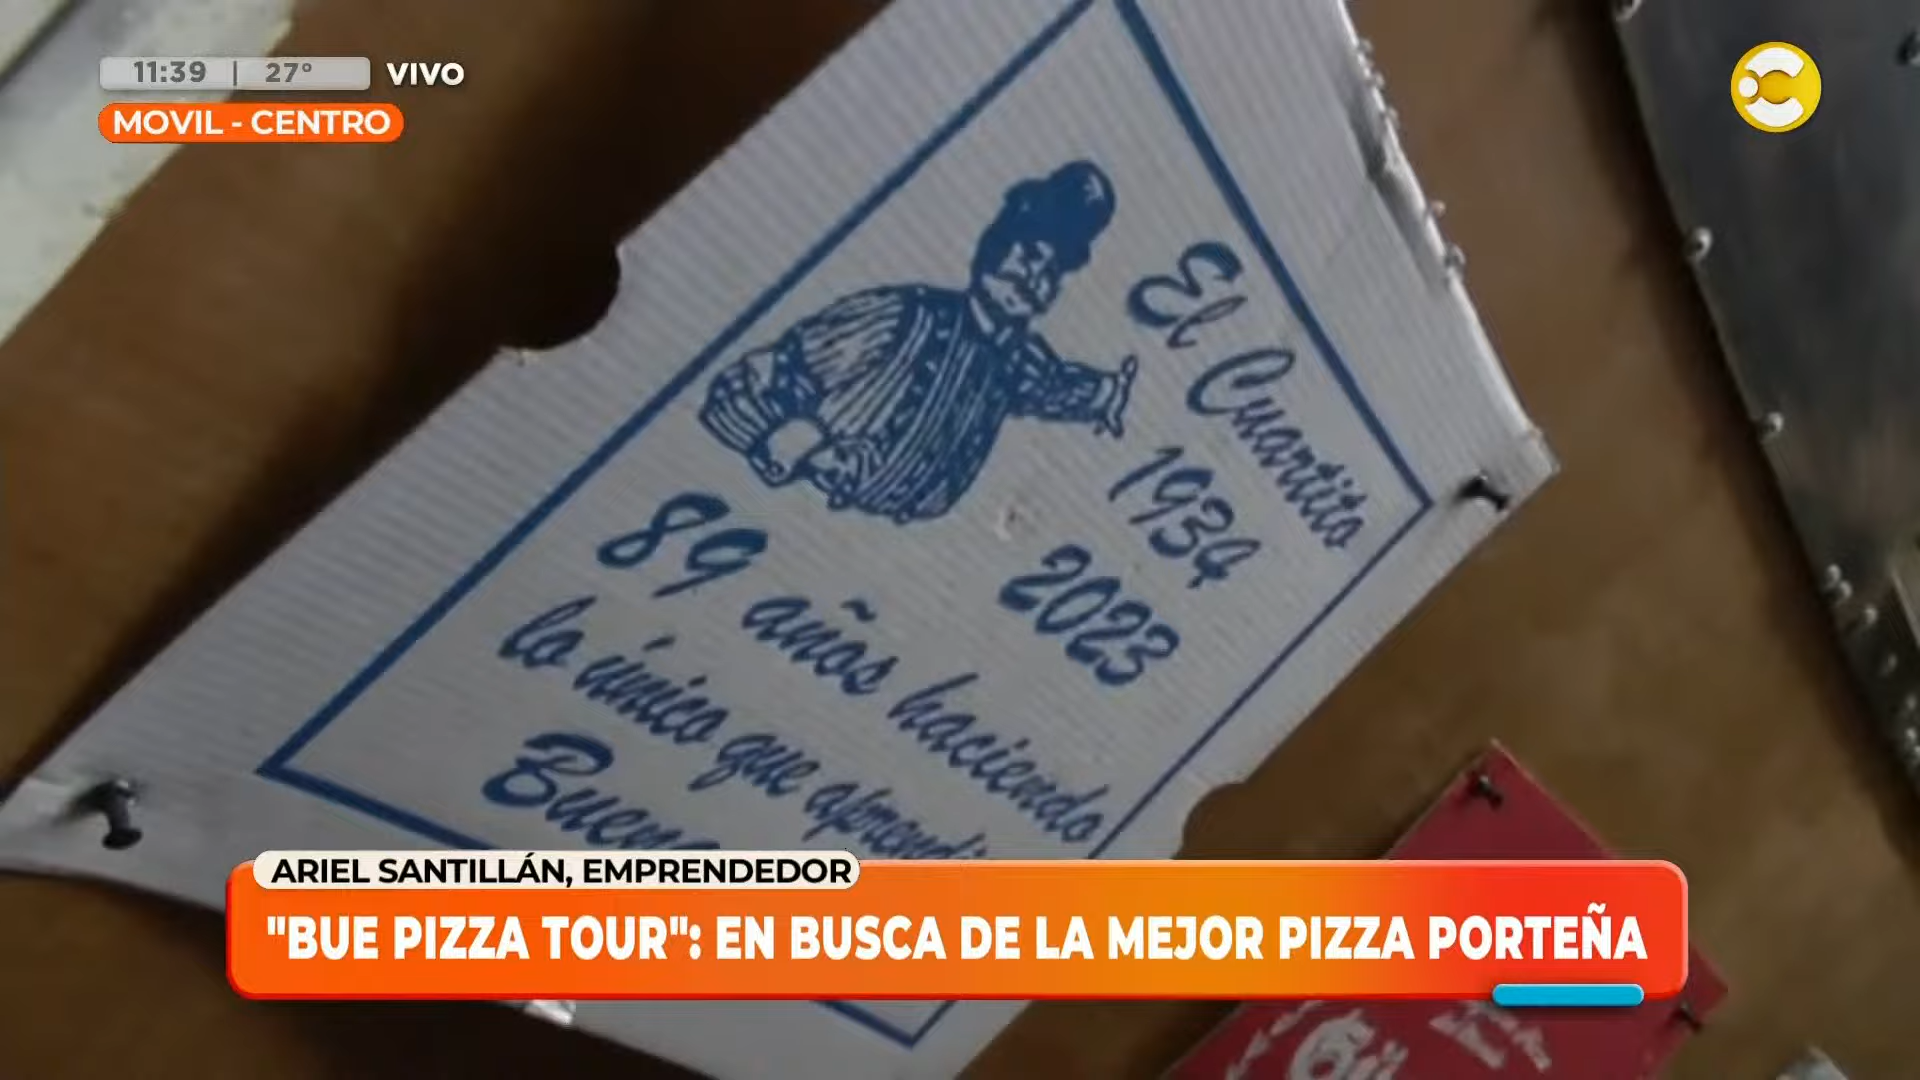 11:39 | 27°
VIVO
MOVIL - CENTRO
El Cuartito
1934
2023
89 años haciendo
lo único que
ARIEL SANTILLÁN, EMPRENDEDOR
"BUE PIZZA TOUR": EN BUSCA DE LA MEJOR PIZZA PORTEÑA